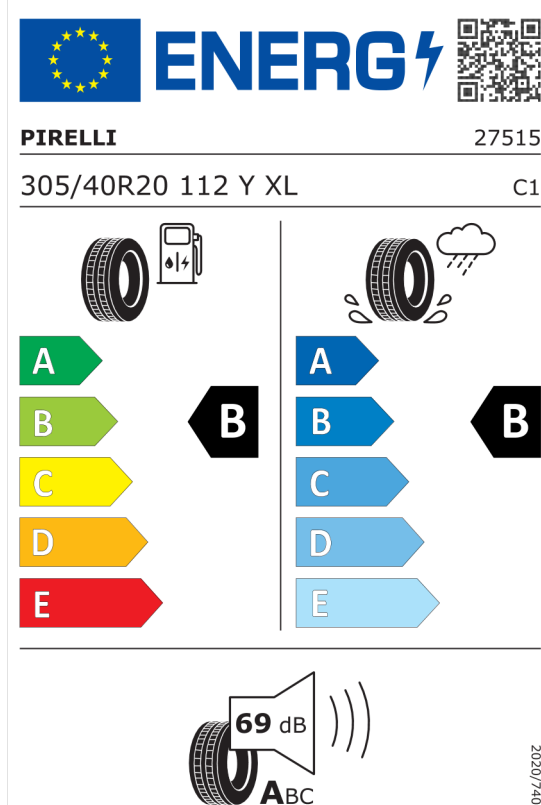 ENERG
PIRELLI 27515
305/40R20 112 Y XL C1
A
B
C
D
E
B
A
B
C
D
E
B
69 dB
ABC
2020/740